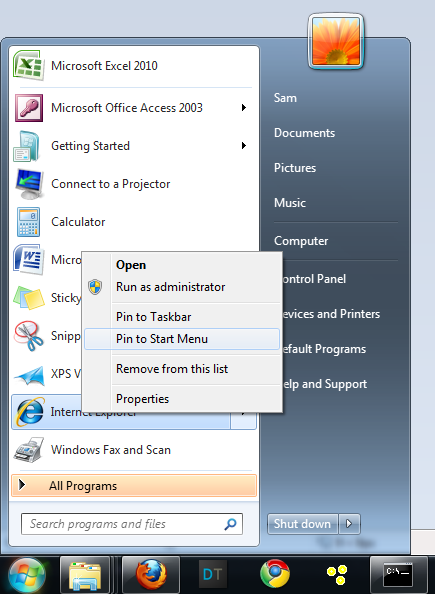 Microsoft Excel 2010
Microsoft Office Access 2003
Getting Started
Connect to a Projector
Calculator
Micro
Sticky
Snipp
XPS V
Internet Explorer
Windows Fax and Scan
All Programs
Search programs and files
Open
Run as administrator
Pin to Taskbar
Pin to Start Menu
Remove from this list
Properties
Sam
Documents
Pictures
Music
Computer
ontrol Panel
evices and Printers
efault Programs
elp and Support
Shut down
DT
C:\.